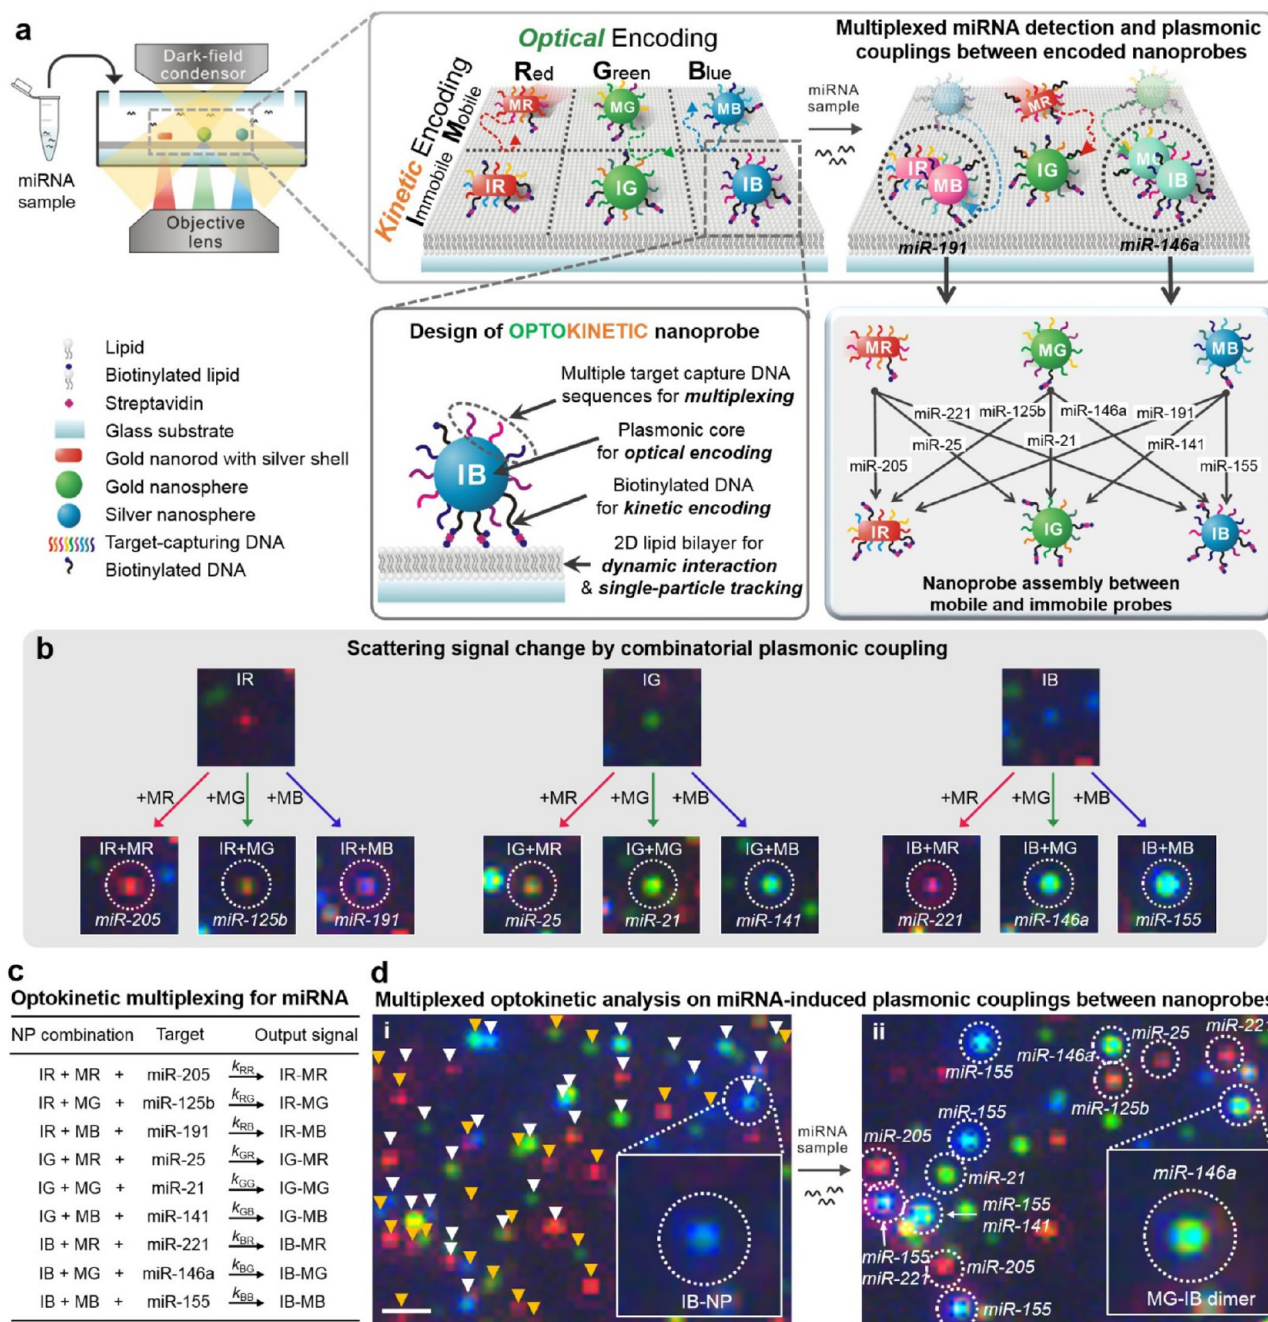 a
Dark-field
condensor
miRNA
sample
Objective
lens
Optical Encoding
Red
Green
Blue
Kinetic Encoding
Immobile Mobile
MR
MG
MB
IR
IG
IB
miRNA
sample
Multiplexed miRNA detection and plasmonic
couplings between encoded nanoprobes
MR
IR
MB
IG
MG
IB
miR-191
miR-146a
Lipid
Biotinylated lipid
Streptavidin
Glass substrate
Gold nanorod with silver shell
Gold nanosphere
Silver nanosphere
Target-capturing DNA
Biotinylated DNA
Design of OPTOKINETIC nanoprobe
Multiple target capture DNA
sequences for multiplexing
Plasmonic core
for optical encoding
Biotinylated DNA
for kinetic encoding
2D lipid bilayer for
dynamic interaction
& single-particle tracking
IB
MR
MG
MB
miR-221
miR-125b
miR-146a
miR-191
miR-25
miR-21
miR-141
miR-205
miR-155
IR
IG
IB
Nanoprobe assembly between
mobile and immobile probes
b
Scattering signal change by combinatorial plasmonic coupling
IR
IG
IB
+MR
+MG
+MB
+MR
+MG
+MB
+MR
+MG
+MB
IR+MR
miR-205
IR+MG
miR-125b
IR+MB
miR-191
IG+MR
miR-25
IG+MG
miR-21
IG+MB
miR-141
IB+MR
miR-221
IB+MG
miR-146a
IB+MB
miR-155
c
Optokinetic multiplexing for miRNA
NP combination Target Output signal
IR + MR + miR-205 kRR IR-MR
IR + MG + miR-125b kRG IR-MG
IR + MB + miR-191 kRB IR-MB
IG + MR + miR-25 kGR IG-MR
IG + MG + miR-21 kGG IG-MG
IG + MB + miR-141 kGB IG-MB
IB + MR + miR-221 kBR IB-MR
IB + MG + miR-146a kBG IB-MG
IB + MB + miR-155 kBB IB-MB
d
Multiplexed optokinetic analysis on miRNA-induced plasmonic couplings between nanoprobes
i
IB-NP
miRNA
sample
ii
miR-155
miR-146a
miR-25
miR-221
miR-125b
miR-155
miR-205
miR-21
miR-155
miR-141
miR-155
miR-221
miR-205
miR-155
miR-146a
MG-IB dimer